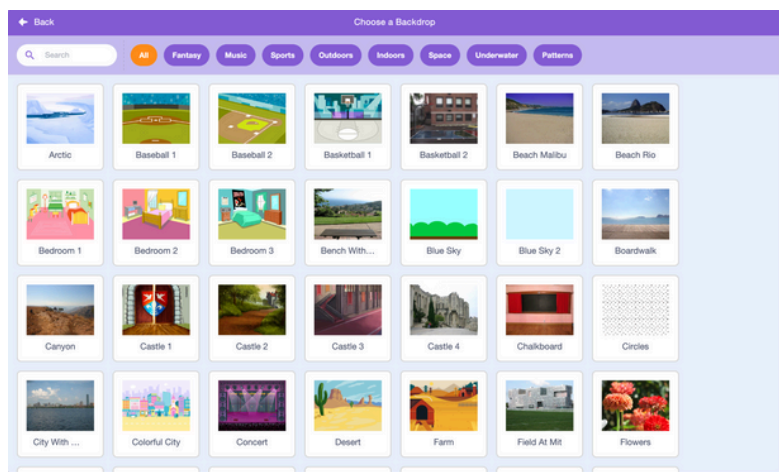 Back
Choose a Backdrop
Search
All Fantasy Music Sports Outdoors Indoors Space Underwater Patterns
Arctic Baseball 1 Baseball 2 Basketball 1 Basketball 2 Beach Malibu Beach Rio
Bedroom 1 Bedroom 2 Bedroom 3 Bench With... Blue Sky Blue Sky 2 Boardwalk
Canyon Castle 1 Castle 2 Castle 3 Castle 4 Chalkboard Circles
City With ... Colorful City Concert Desert Farm Field At Mit Flowers